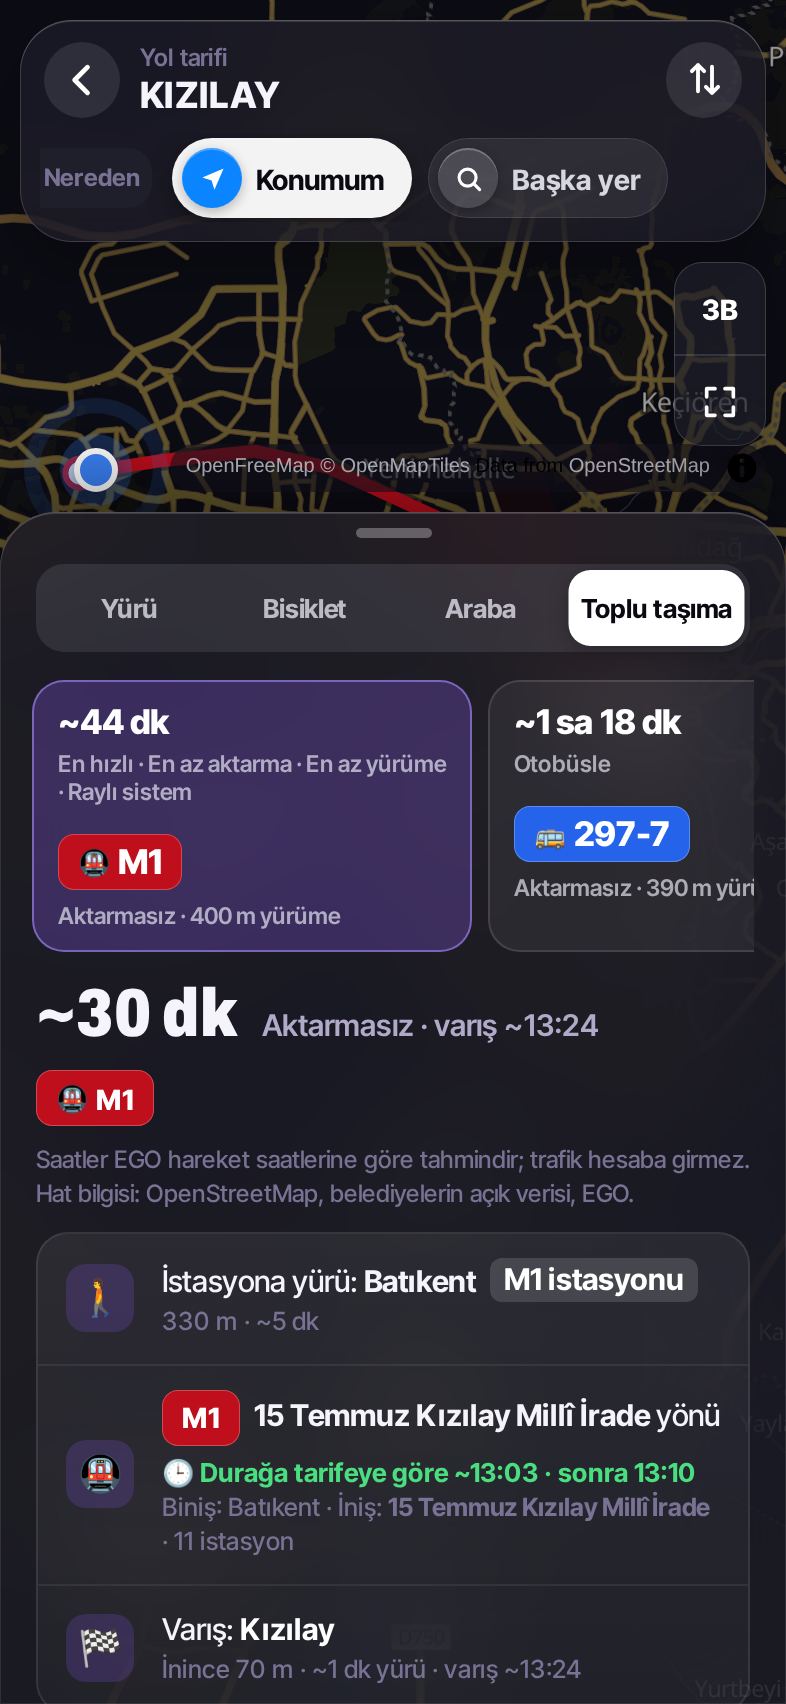 Yol tarifi
KIZILAY
Nereden
Konumum
Başka yer
3B
Keçiören
Yenimahalle
OpenFreeMap © OpenMapTiles Data from OpenStreetMap
Yürü
Bisiklet
Araba
Toplu taşıma
~44 dk
En hızlı · En az aktarma · En az yürüme
· Raylı sistem
M1
Aktarmasız · 400 m yürüme
~1 sa 18 dk
Otobüsle
297-7
Aktarmasız · 390 m yürü
~30 dk Aktarmasız · varış ~13:24
M1
Saatler EGO hareket saatlerine göre tahmindir; trafik hesaba girmez.
Hat bilgisi: OpenStreetMap, belediyelerin açık verisi, EGO.
İstasyona yürü: Batıkent M1 istasyonu
330 m · ~5 dk
M1 15 Temmuz Kızılay Millî İrade yönü
🕒 Durağa tarifeye göre ~13:03 · sonra 13:10
Biniş: Batıkent · İniş: 15 Temmuz Kızılay Millî İrade
· 11 istasyon
Varış: Kızılay
D750
İnince 70 m · ~1 dk yürü · varış ~13:24
Yurtbeyi